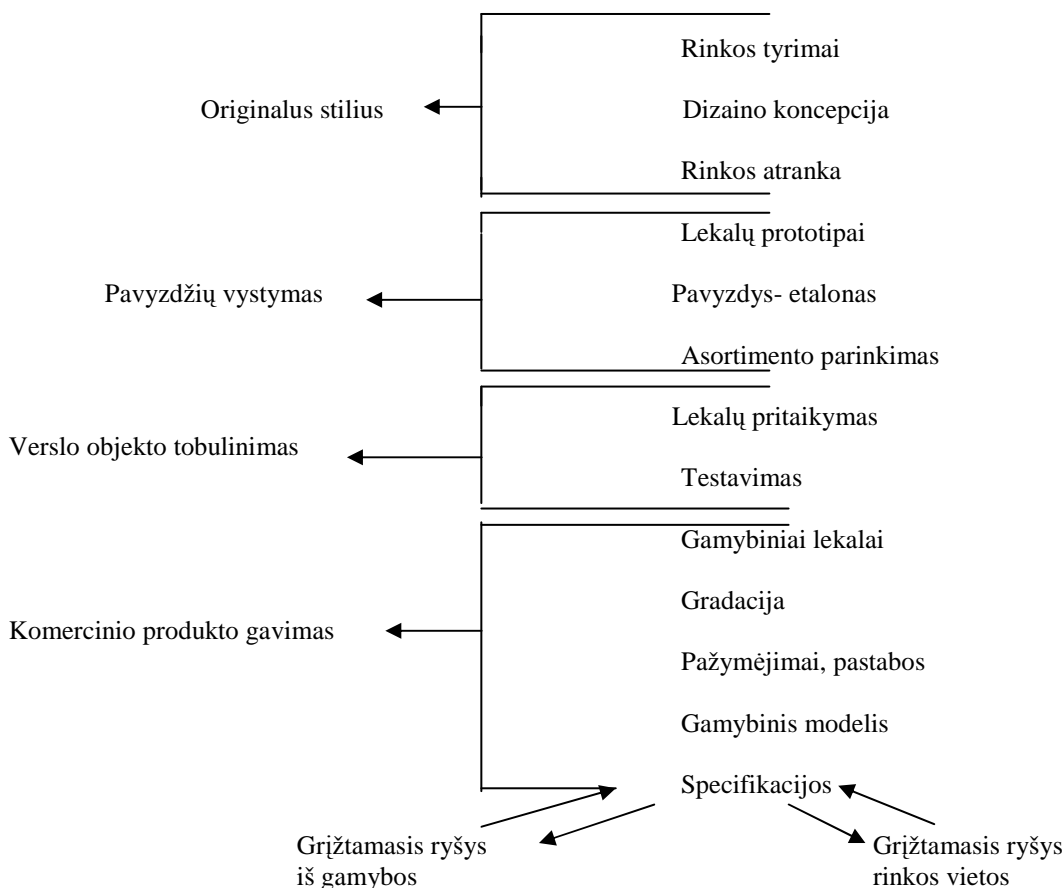 Rinkos tyrimai
Originalus stilius
Dizaino koncepcija
Rinkos atranka
Lekalų prototipai
Pavyzdžių vystymas
Pavyzdys- etalonas
Asortimento parinkimas
Lekalų pritaikymas
Verslo objekto tobulinimas
Testavimas
Gamybiniai lekalai
Gradacija
Komercinio produkto gavimas
Pažymėjimai, pastabos
Gamybinis modelis
Specifikacijos
Grįžtamasis ryšys
iš gamybos
Grįžtamasis ryšys
rinkos vietos